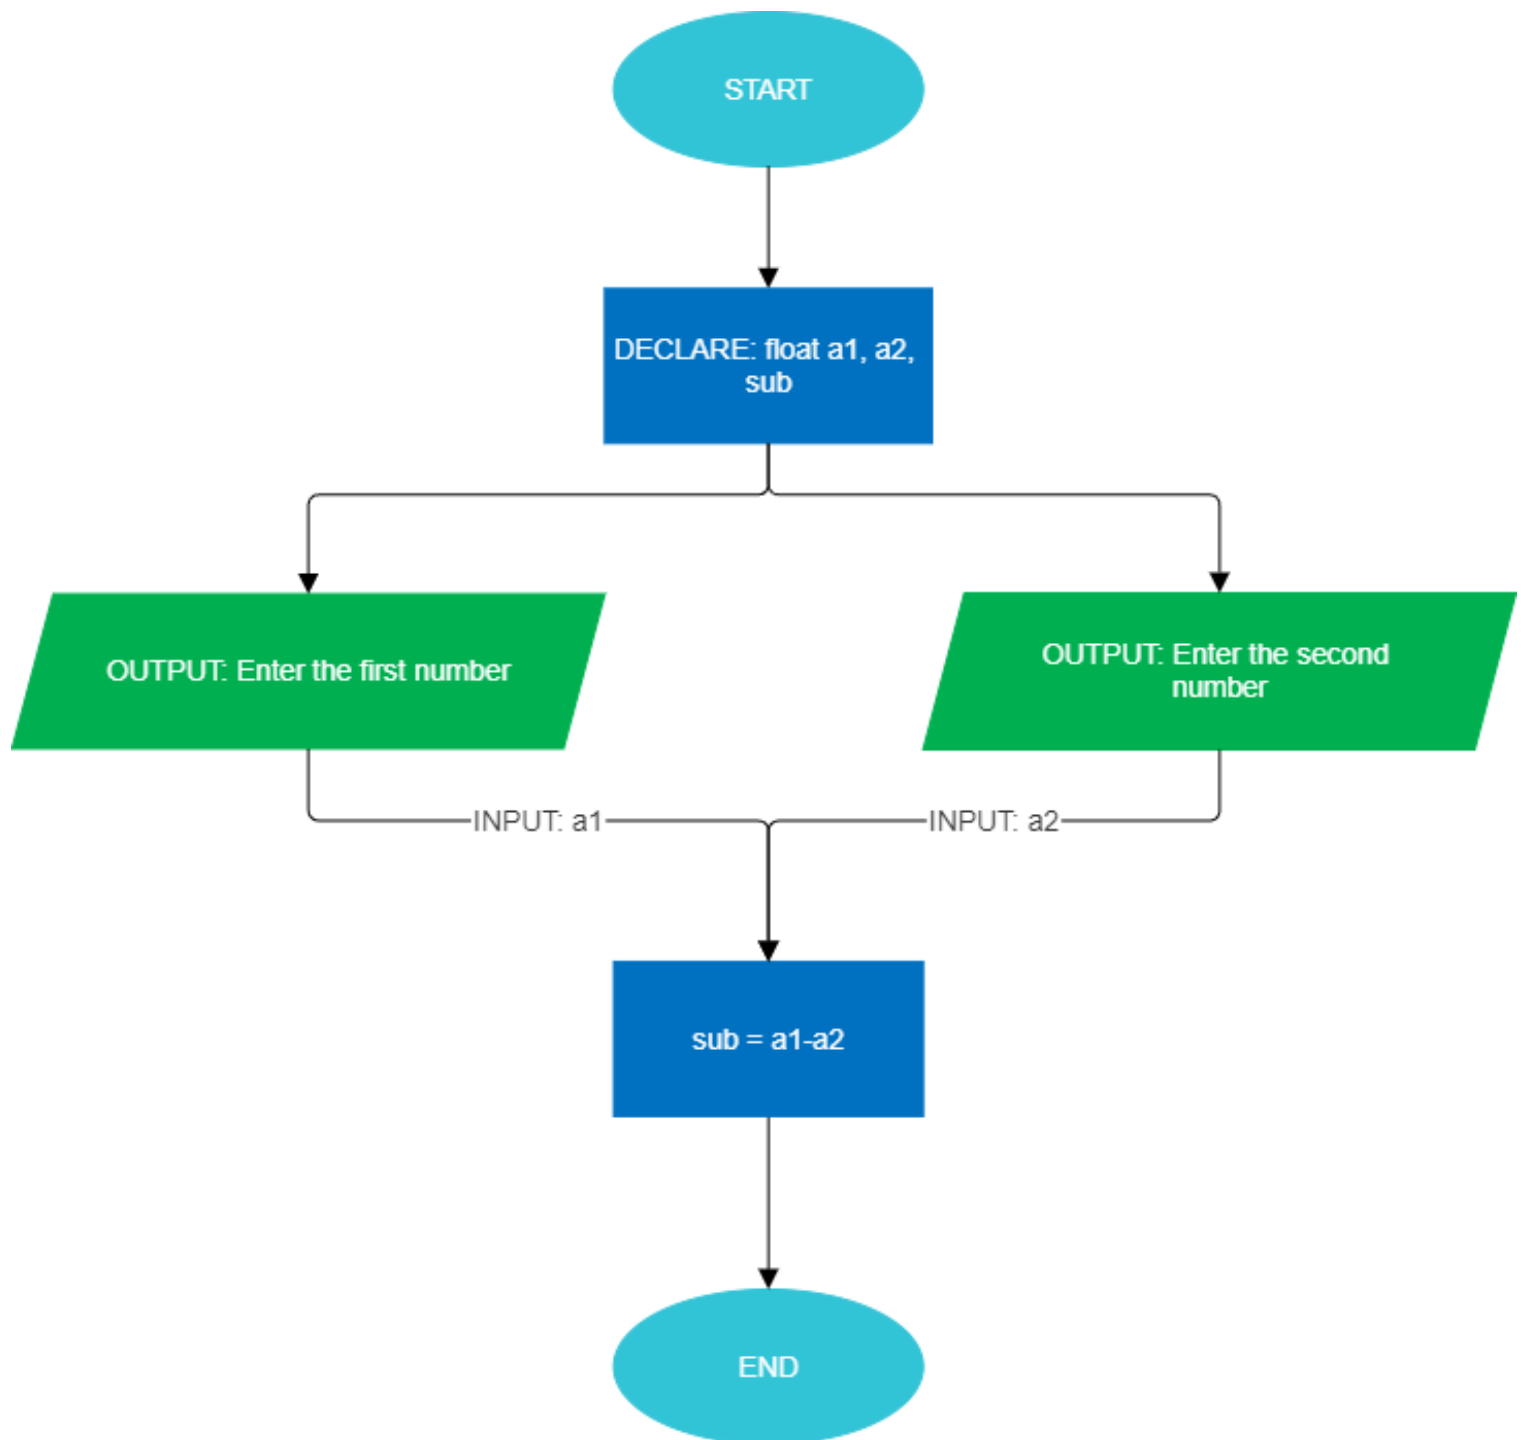 START
DECLARE: float a1, a2,
sub
OUTPUT: Enter the first number
OUTPUT: Enter the second
number
INPUT: a1
INPUT: a2
sub = a1-a2
END